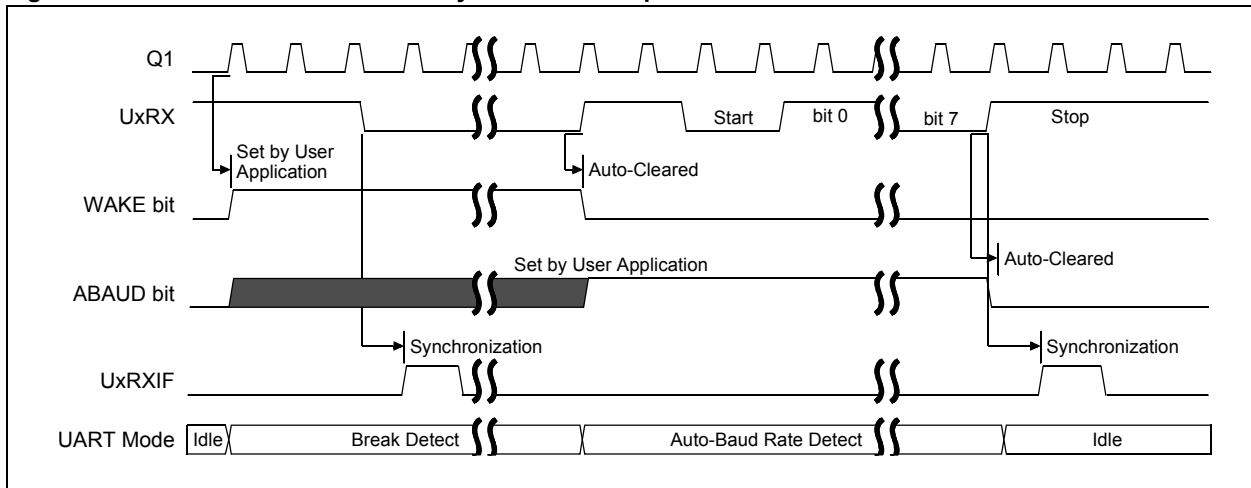 Q1
UxRX
Start
bit 0
bit 7
Stop
Set by User
Application
Auto-Cleared
WAKE bit
Auto-Cleared
Set by User Application
ABAUD bit
Synchronization
Synchronization
UxRXIF
UART Mode
Idle
Break Detect
Auto-Baud Rate Detect
Idle